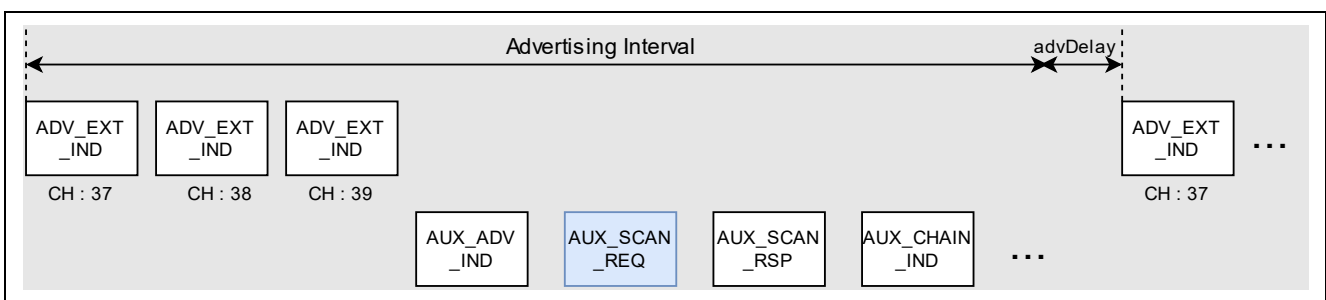 Advertising Interval
advDelay
ADV_EXT
_IND
ADV_EXT
_IND
ADV_EXT
_IND
ADV_EXT
_IND
...
CH : 37
CH : 38
CH : 39
CH : 37
AUX_ADV
_IND
AUX_SCAN
_REQ
AUX_SCAN
_RSP
AUX_CHAIN
_IND
...